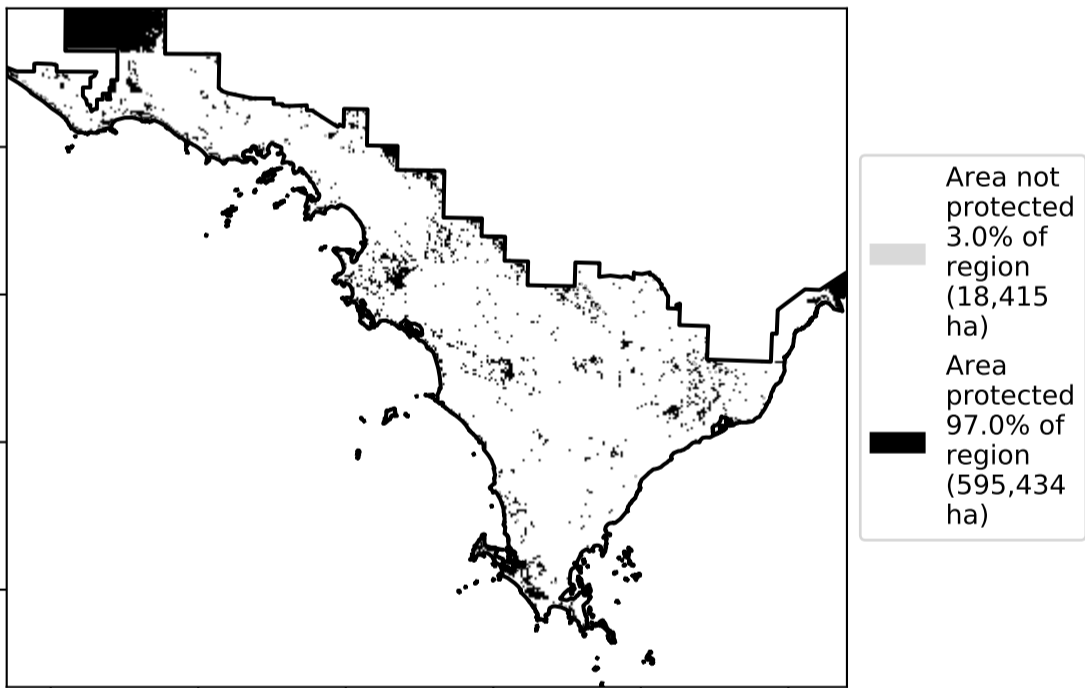 Area not
protected
3.0% of
region
(18,415
ha)
Area
protected
97.0% of
region
(595,434
ha)